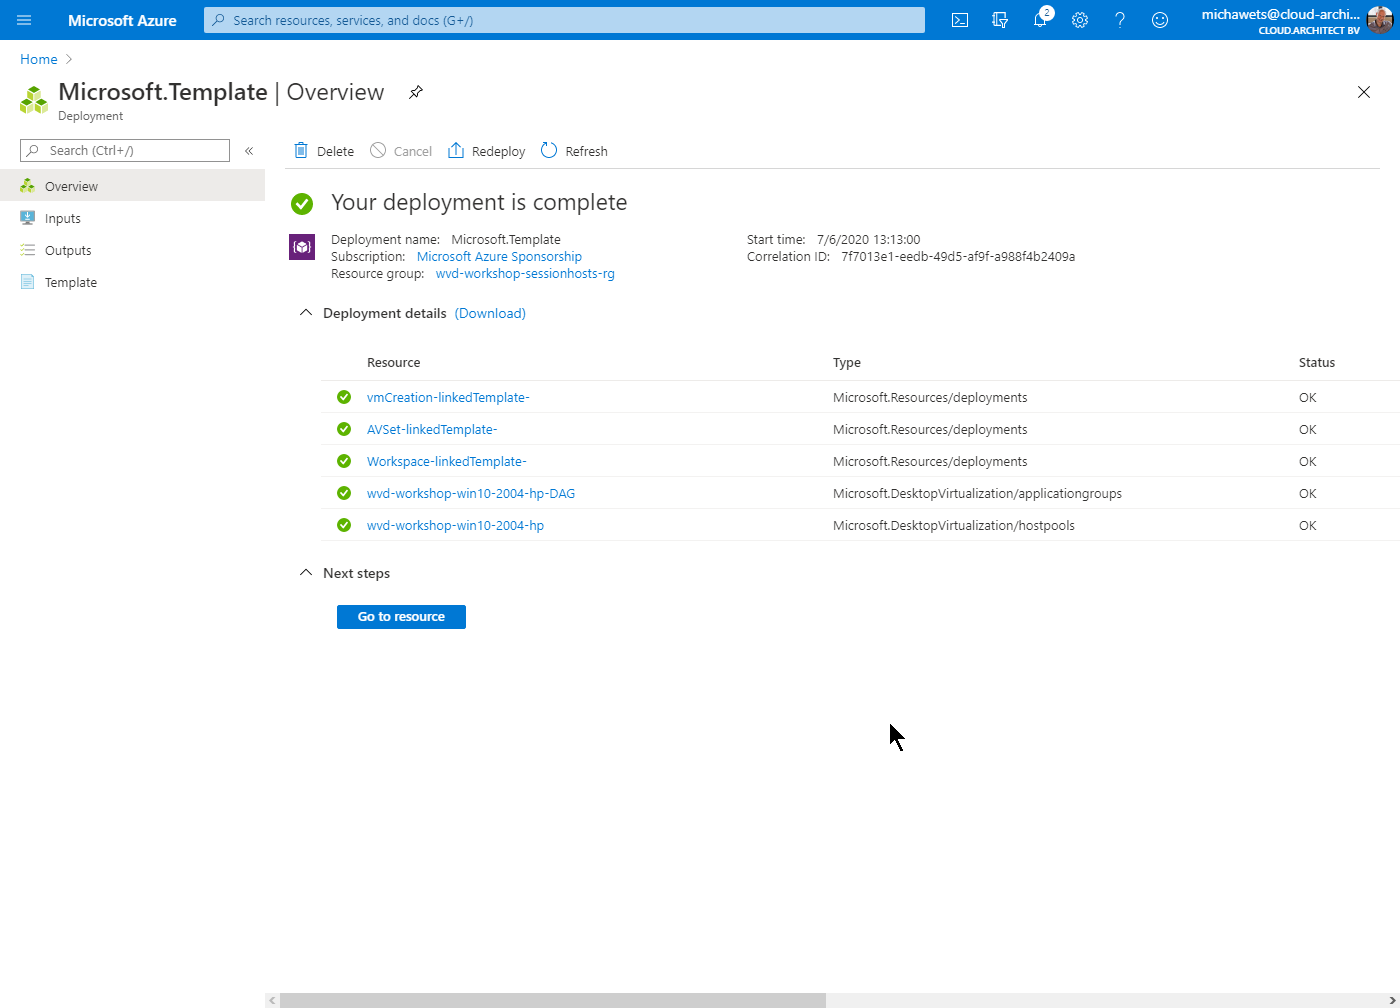 Microsoft Azure
Search resources, services, and docs (G+/)
2
michawets@cloud-archi...
CLOUD.ARCHITECT BV
Home
Microsoft.Template | Overview
Deployment
Search (Ctrl+/)
«
Delete
Cancel
Redeploy
Refresh
Overview
Inputs
Outputs
Template
Your deployment is complete
Deployment name: Microsoft.Template
Subscription: Microsoft Azure Sponsorship
Resource group: wvd-workshop-sessionhosts-rg
Start time: 7/6/2020 13:13:00
Correlation ID: 7f7013e1-eedb-49d5-af9f-a988f4b2409a
Deployment details (Download)
Resource Type Status
vmCreation-linkedTemplate- Microsoft.Resources/deployments OK
AVSet-linkedTemplate- Microsoft.Resources/deployments OK
Workspace-linkedTemplate- Microsoft.Resources/deployments OK
wvd-workshop-win10-2004-hp-DAG Microsoft.DesktopVirtualization/applicationgroups OK
wvd-workshop-win10-2004-hp Microsoft.DesktopVirtualization/hostpools OK
Next steps
Go to resource